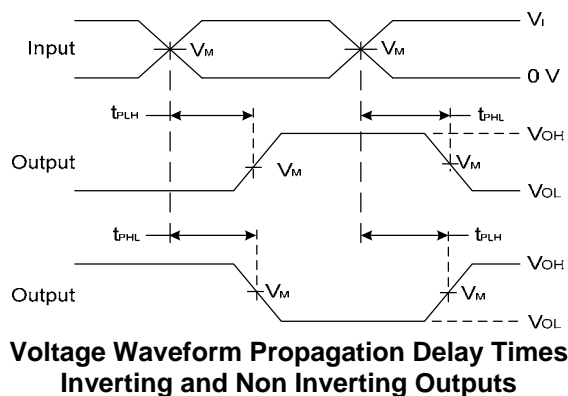 VI
Input VM VM
0 V
tPLH tPHL
VOH
Output VM VM
VOL
tPHL tPLH
VOH
Output VM VM
VOL
Voltage Waveform Propagation Delay Times
Inverting and Non Inverting Outputs